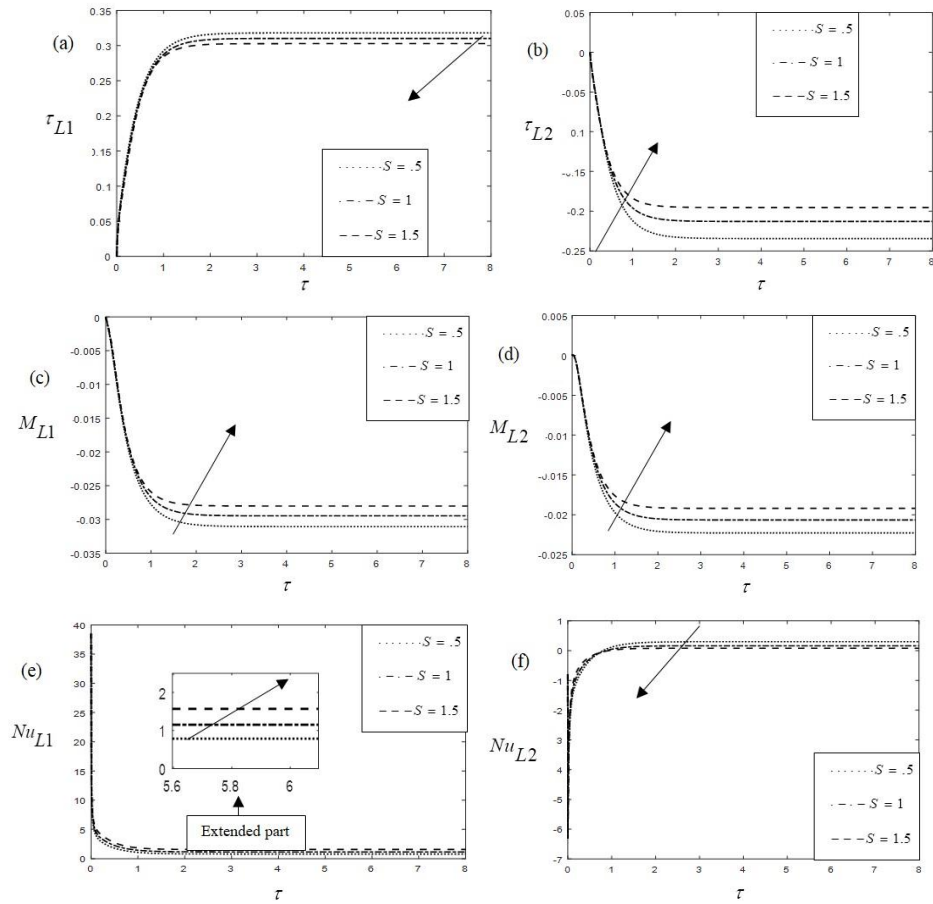 (a)
0.35
0.30
0.25
0.20
.15
0.10
0.05
0
τL1
S = .5
S = 1
S = 1.5
0 1 2 3 4 5 6 7 8
τ
(b)
0.05
0
-0.05
0.1
-0.15
-0.2
-0.25
τL2
S = .5
S = 1
S = 1.5
0 1 2 3 4 5 6 7 8
τ
(c)
0
-0.005
-0.01
-0.015
-0.02
-0.025
-0.030
-0.035
ML1
S = .5
S = 1
S = 1.5
0 1 2 3 4 5 6 7 8
τ
(d)
0.005
0
-0.005
-0.01
-0.015
-0.02
-0.025
ML2
S = .5
S = 1
S = 1.5
0 1 2 3 4 5 6 7 8
τ
(e)
40
35
30
25
20
15
10
5
0
NuL1
S = .5
S = 1
S = 1.5
2
1
0
5.6 5.8 6
Extended part
0 1 2 3 4 5 6 7 8
τ
(f)
1
0
-1
-2
-3
-4
-5
-6
-7
NuL2
S = .5
S = 1
S = 1.5
0 1 2 3 4 5 6 7 8
τ